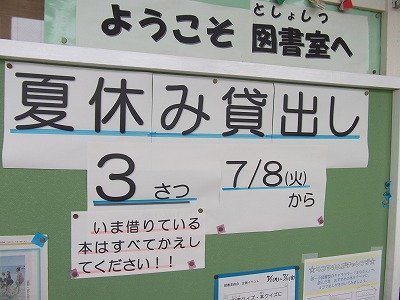 としょしつ
ようこそ 図書室へ
夏休み貸出し
3 さつ
7/8(火)
から
いま借りている
本はすべてかえし
てください!!